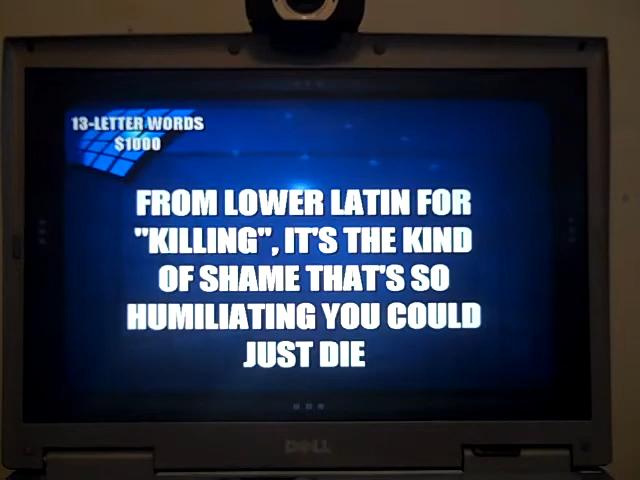 13-LETTER WORDS
$1000
FROM LOWER LATIN FOR
"KILLING", IT'S THE KIND
OF SHAME THAT'S SO
HUMILIATING YOU COULD
JUST DIE
DELL